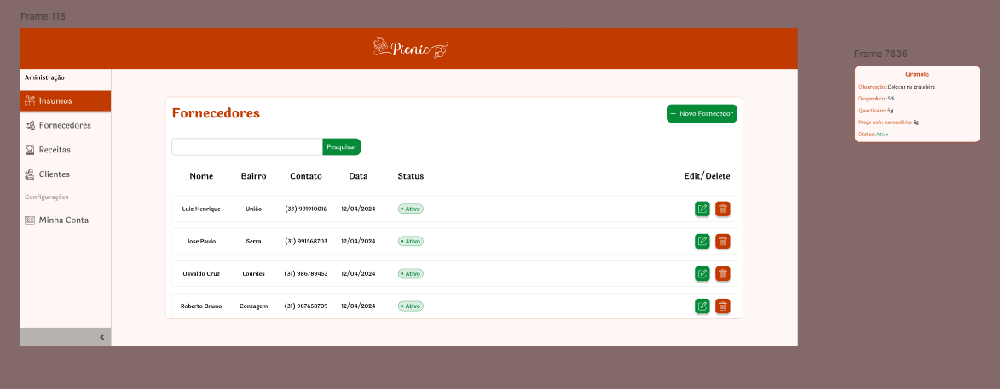 Frame 118
Picnic
Aministração
Insumos
Fornecedores
Receitas
Clientes
Configurações
Minha Conta
Fornecedores
+ Novo Fornecedor
Pesquisar
Nome Bairro Contato Data Status Edit/Delete
Luiz Henrique União (33) 991910016 12/04/2024 Ativo
Jose Paulo Serra (31) 991568703 12/04/2024 Ativo
Osvaldo Cruz Lourdes (31) 986789453 12/04/2024 Ativo
Roberto Bruno Contagem (31) 987658709 12/04/2024 Ativo
Frame 7836
Granola
Observação: Colocar na prateleira
Desperdício: 5%
Quantidade: 5g
Preço após desperdício: 5g
Status: Ativo